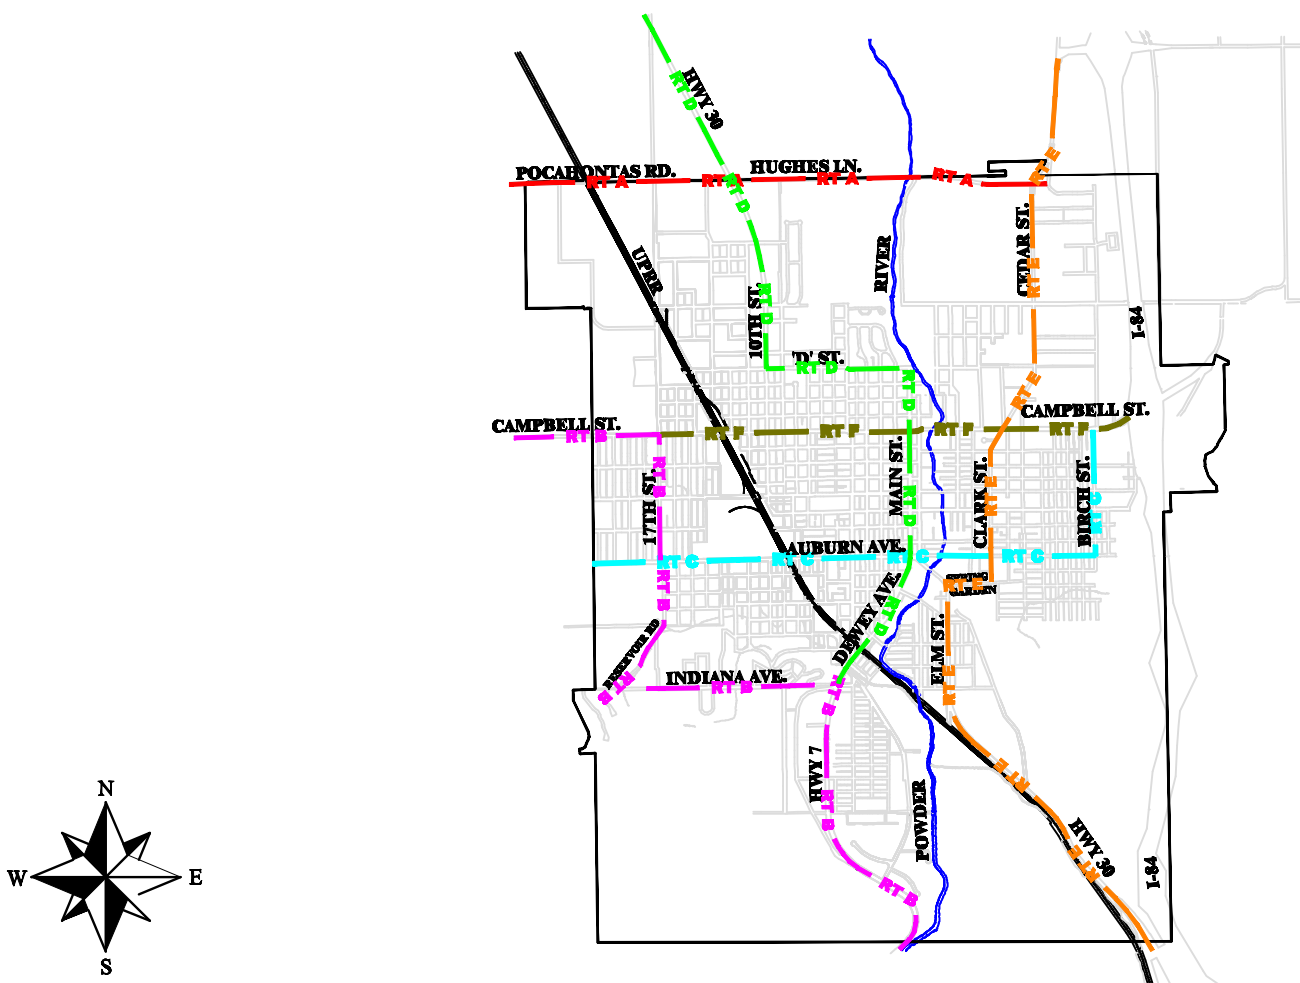 HWY 30
RT D
POCAHONTAS RD.
HUGHES LN.
RT A
RT A
RT A
RT A
RT E
RT D
UPRR
RIVER
CEDAR ST.
RT E
10TH ST.
RT D
I-84
'D' ST.
RT D
RT D
RT E
CAMPBELL ST.
CAMPBELL ST.
RT B
RT F
RT F
RT F
RT F
17TH ST.
RT B
MAIN ST.
RT D
CLARK ST.
RT E
BIRCH ST.
RT C
AUBURN AVE.
RT C
RT C
RT C
RT C
RT B
DEWEY AVE.
RT D
RT E
RESERVOIR RD
RT B
ELM ST.
RT E
INDIANA AVE.
RT B
RT B
HWY 7
RT B
POWDER
RT E
HWY 30
RT E
I-84
RT B
N
W
E
S